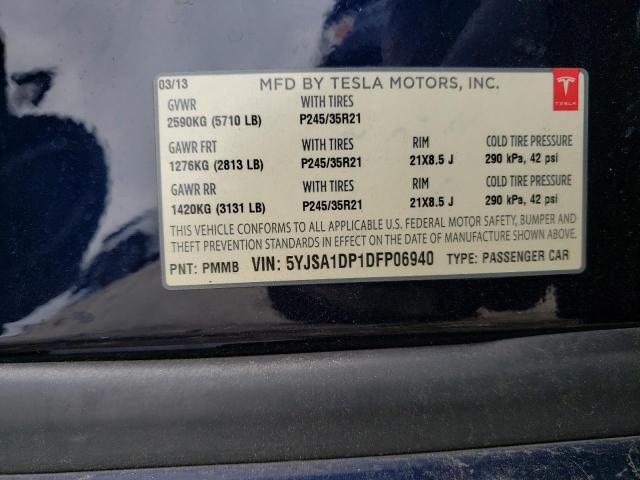 03/13 MFD BY TESLA MOTORS, INC. TESLA
GVWR WITH TIRES
2590KG (5710 LB) P245/35R21
GAWR FRT WITH TIRES RIM COLD TIRE PRESSURE
1276KG (2813 LB) P245/35R21 21X8.5 J 290 kPa, 42 psi
GAWR RR WITH TIRES RIM COLD TIRE PRESSURE
1420KG (3131 LB) P245/35R21 21X8.5 J 290 kPa, 42 psi
THIS VEHICLE CONFORMS TO ALL APPLICABLE U.S. FEDERAL MOTOR SAFETY, BUMPER AND
THEFT PREVENTION STANDARDS IN EFFECT ON THE DATE OF MANUFACTURE SHOWN ABOVE.
PNT: PMMB VIN: 5YJSA1DP1DFP06940 TYPE: PASSENGER CAR